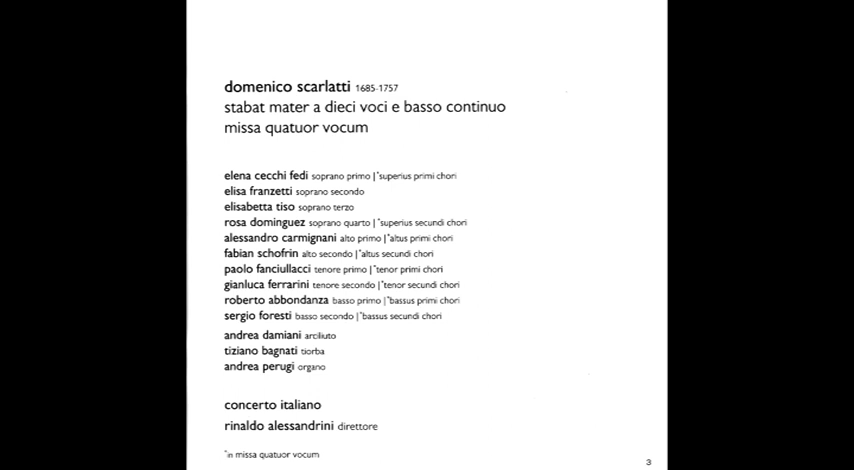 domenico scarlatti 1685-1757
stabat mater a dieci voci e basso continuo
missa quatuor vocum
elena cecchi fedi soprano primo | *superius primi chori
elisa franzetti soprano secondo
elisabetta tiso soprano terzo
rosa dominguez soprano quarto | *superius secundi chori
alessandro carmignani alto primo | *altus primi chori
fabian schofrin alto secondo | *altus secundi chori
paolo fanciullacci tenore primo | *tenor primi chori
gianluca ferrarini tenore secondo | *tenor secundi chori
roberto abbondanza basso primo | *bassus primi chori
sergio foresti basso secondo | *bassus secundi chori
andrea damiani arciliuto
tiziano bagnati tiorba
andrea perugi organo
concerto italiano
rinaldo alessandrini direttore
*in missa quatuor vocum
3